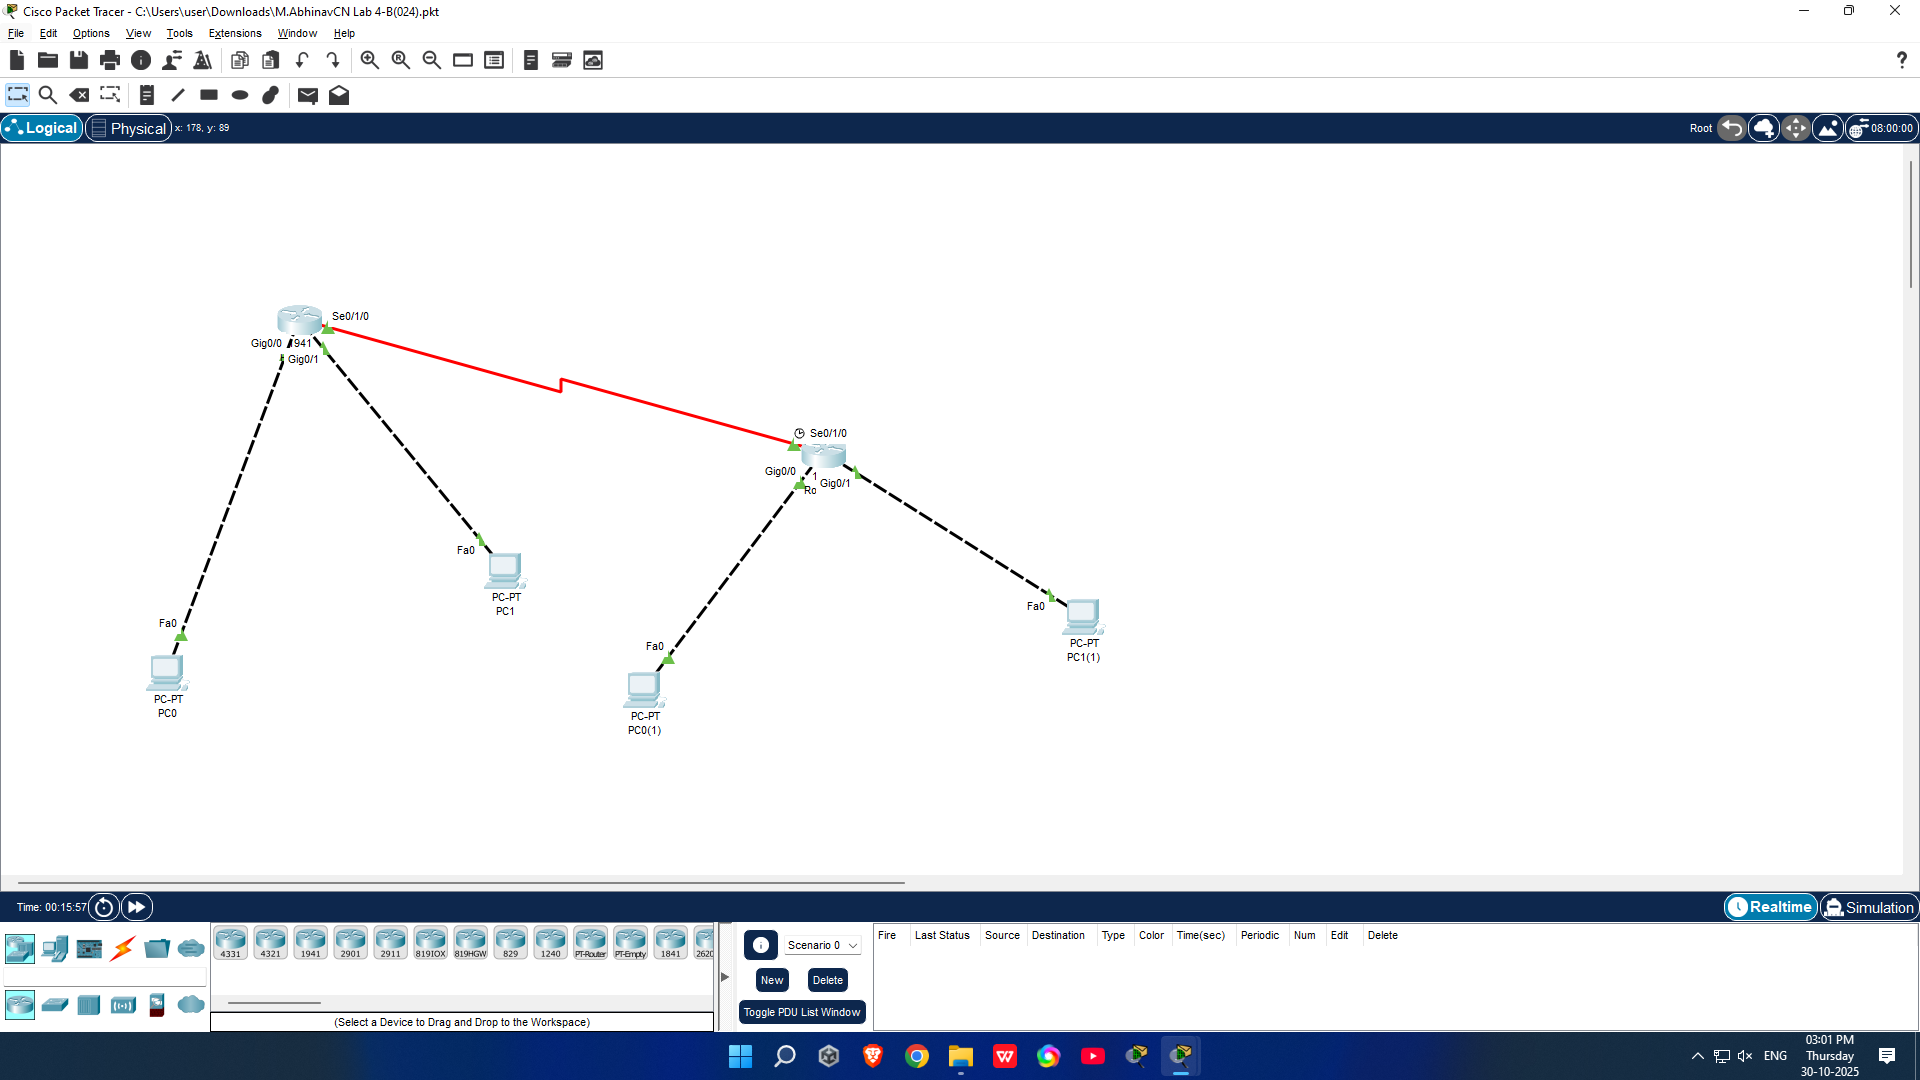 Cisco Packet Tracer - C:\Users\user\Downloads\M.AbhinavCN Lab 4-B(024).pkt
File Edit Options View Tools Extensions Window Help
Logical Physical x: 178, y: 89 Root 08:00:00
Se0/1/0
Gig0/0 1941
Gig0/1
Se0/1/0
Gig0/0 1
Gig0/1
Ro
Fa0
PC-PT
PC1
Fa0
PC-PT
PC1(1)
Fa0
PC-PT
PC0
Fa0
PC-PT
PC0(1)
Time: 00:15:57 Realtime Simulation
4331 4321 1941 2901 2911 819IOX 819HGW 829 1240 PT-Router PT-Empty 1841 2620
(Select a Device to Drag and Drop to the Workspace)
Scenario 0
New Delete
Toggle PDU List Window
Fire Last Status Source Destination Type Color Time(sec) Periodic Num Edit Delete
ENG
03:01 PM
Thursday
30-10-2025